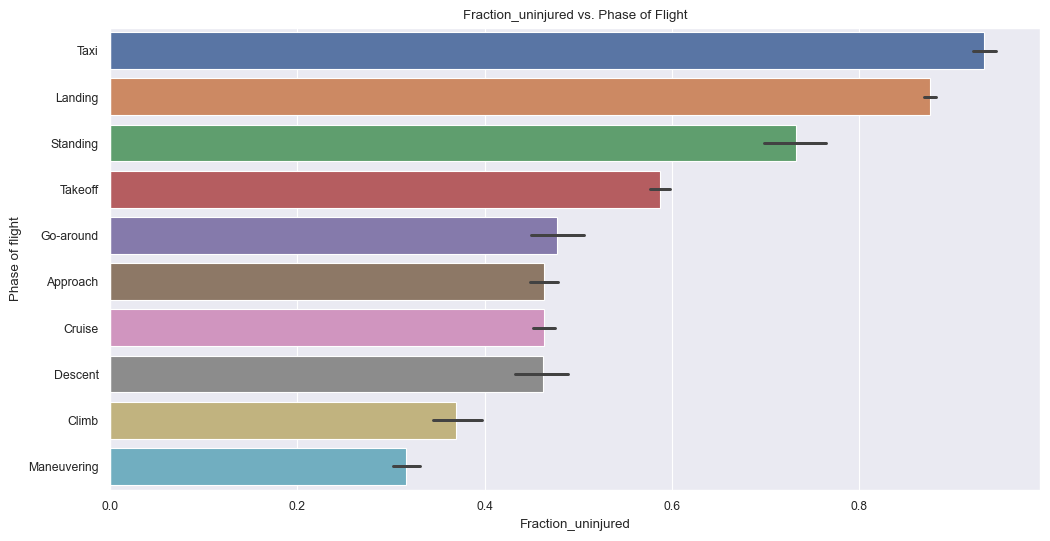 Fraction_uninjured vs. Phase of Flight
Phase of flight
Taxi
Landing
Standing
Takeoff
Go-around
Approach
Cruise
Descent
Climb
Maneuvering
0.0 0.2 0.4 0.6 0.8
Fraction_uninjured